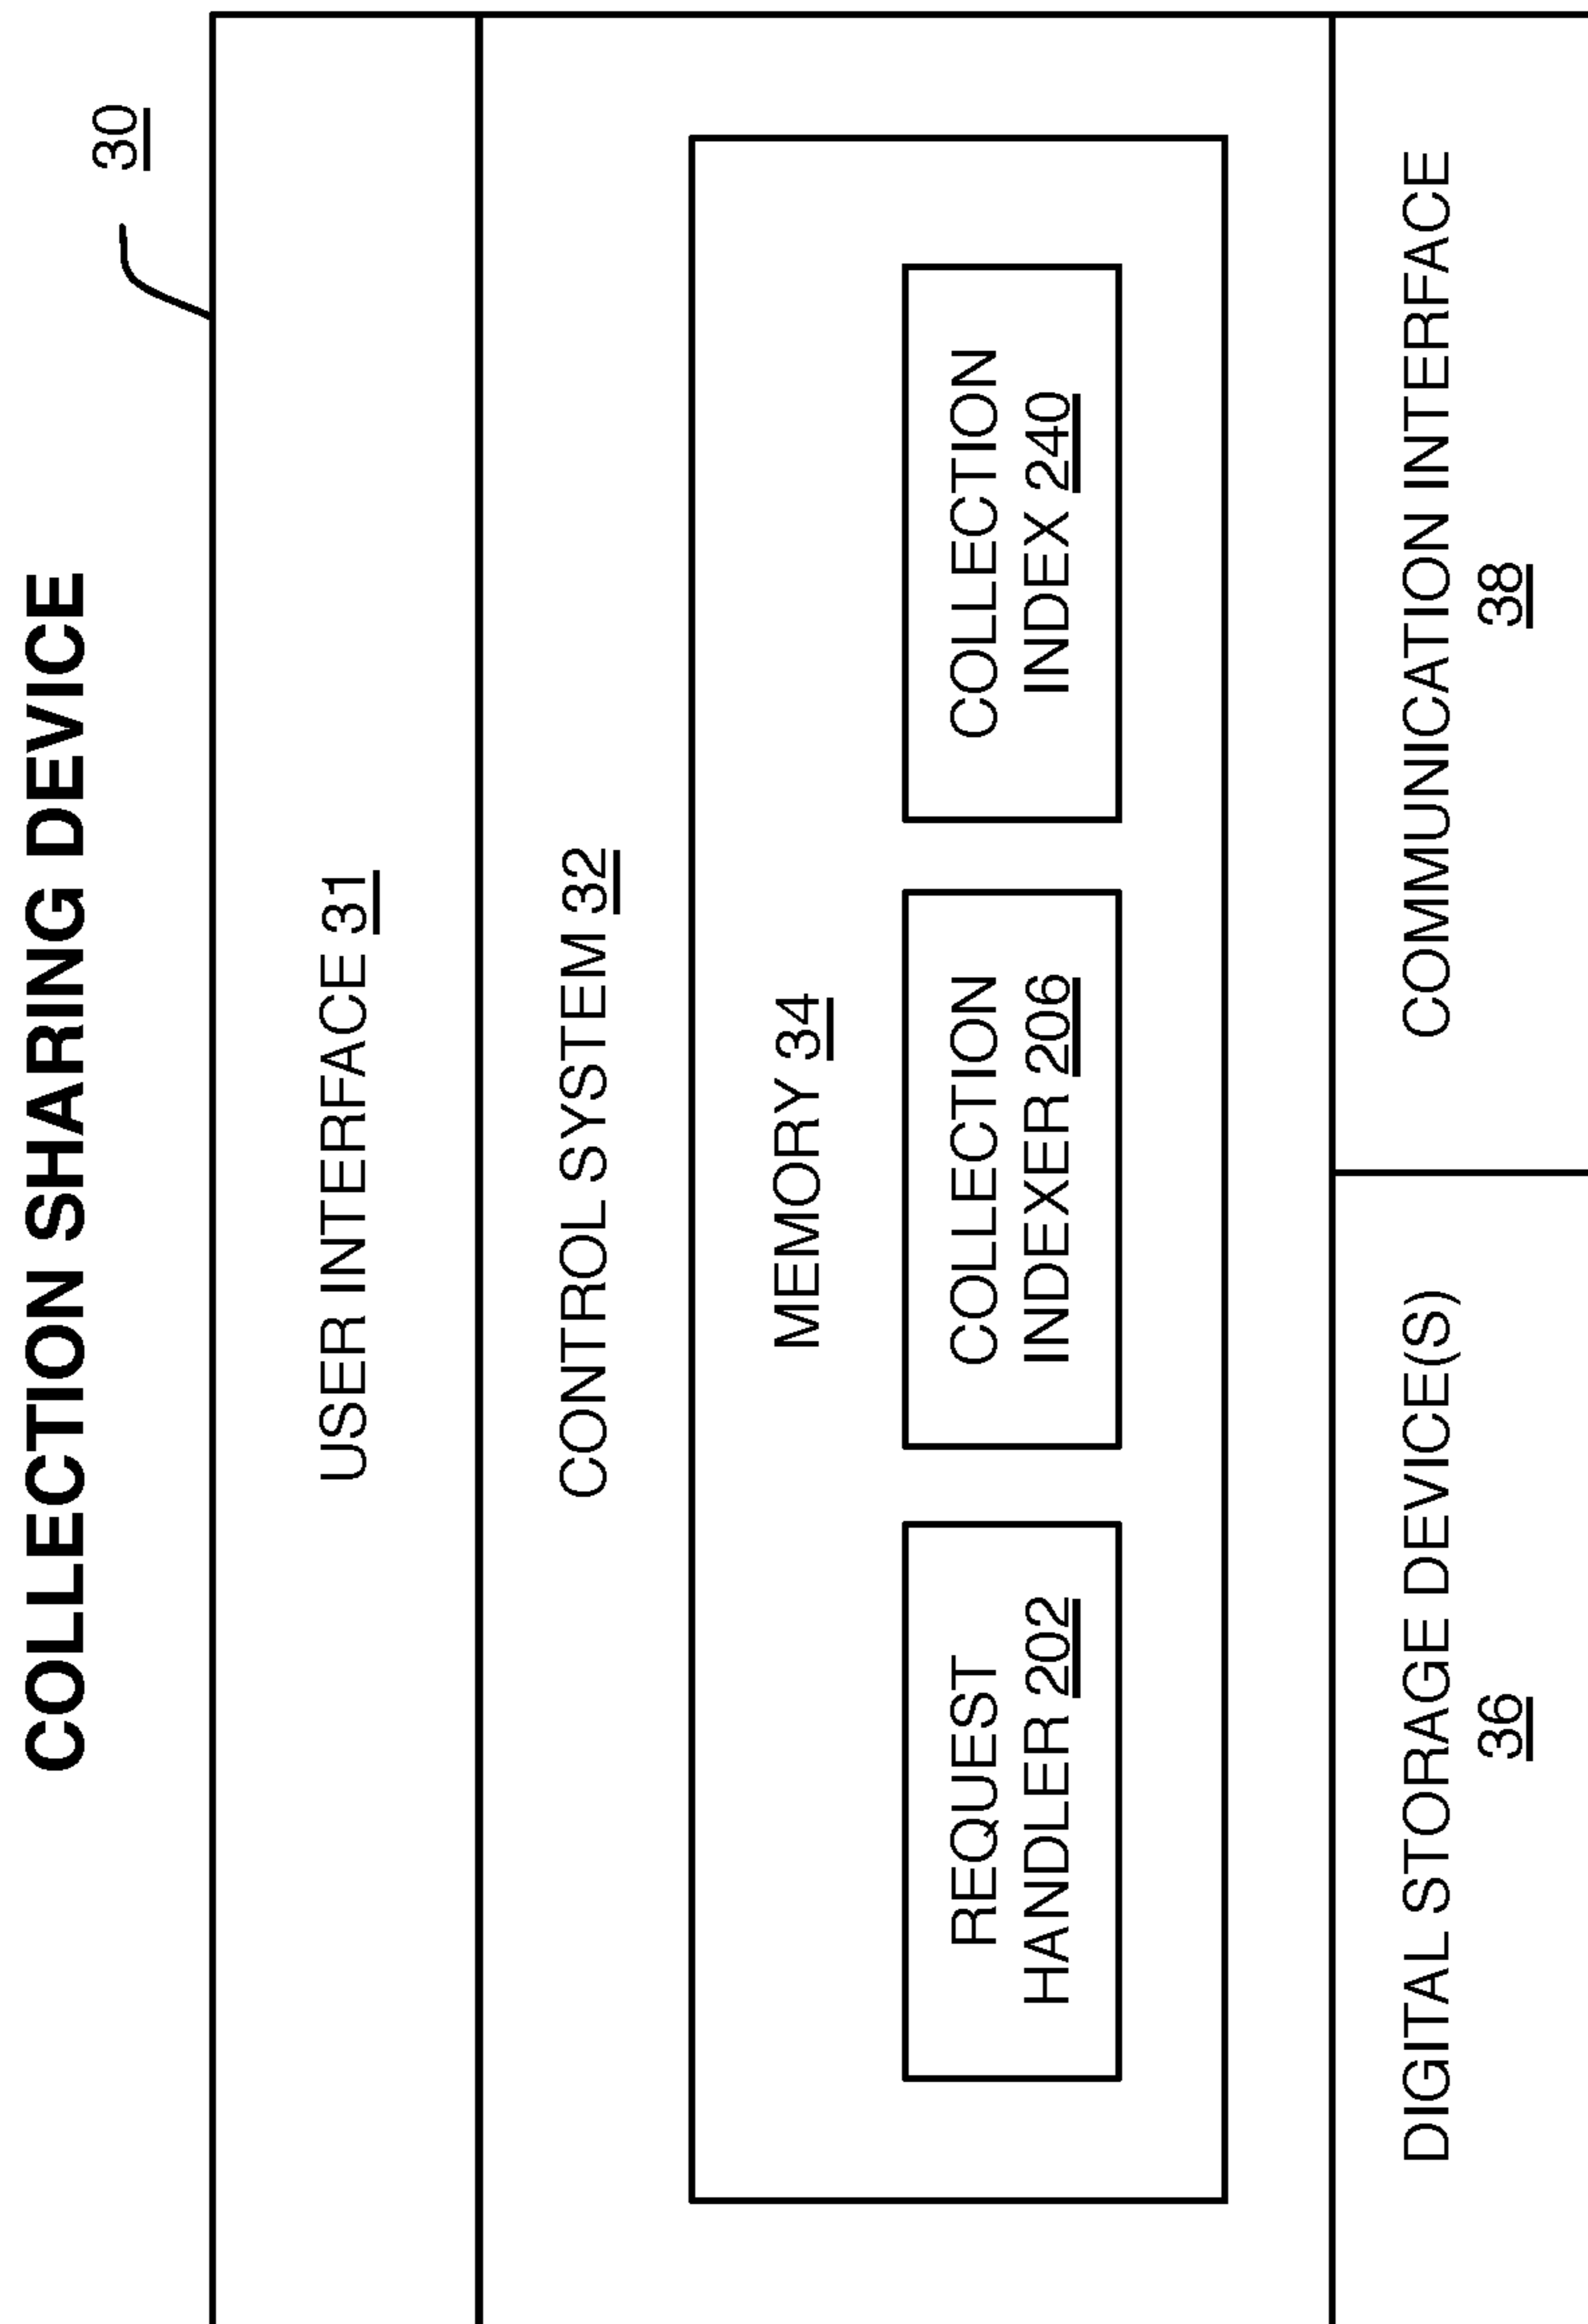 COLLECTION SHARING DEVICE
30
USER INTERFACE 31
CONTROL SYSTEM 32
MEMORY 34
REQUEST
HANDLER 202
COLLECTION
INDEXER 206
COLLECTION
INDEX 240
DIGITAL STORAGE DEVICE(S)
36
COMMUNICATION INTERFACE
38